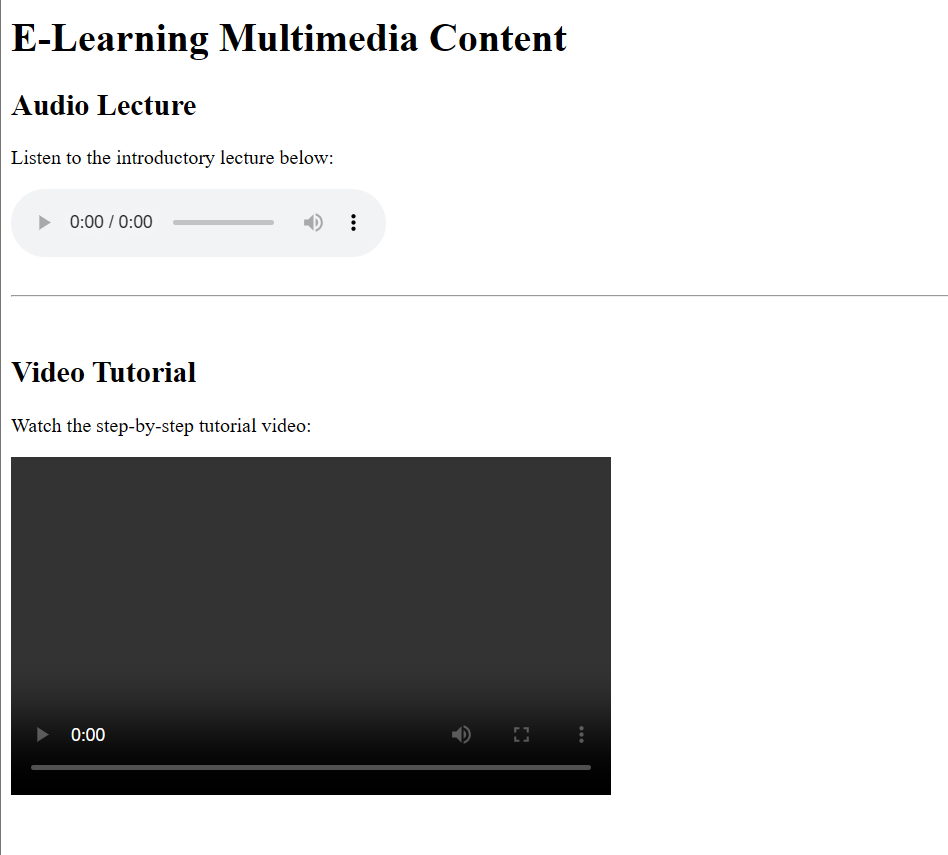 E-Learning Multimedia Content
Audio Lecture
Listen to the introductory lecture below:
0:00 / 0:00
Video Tutorial
Watch the step-by-step tutorial video:
0:00